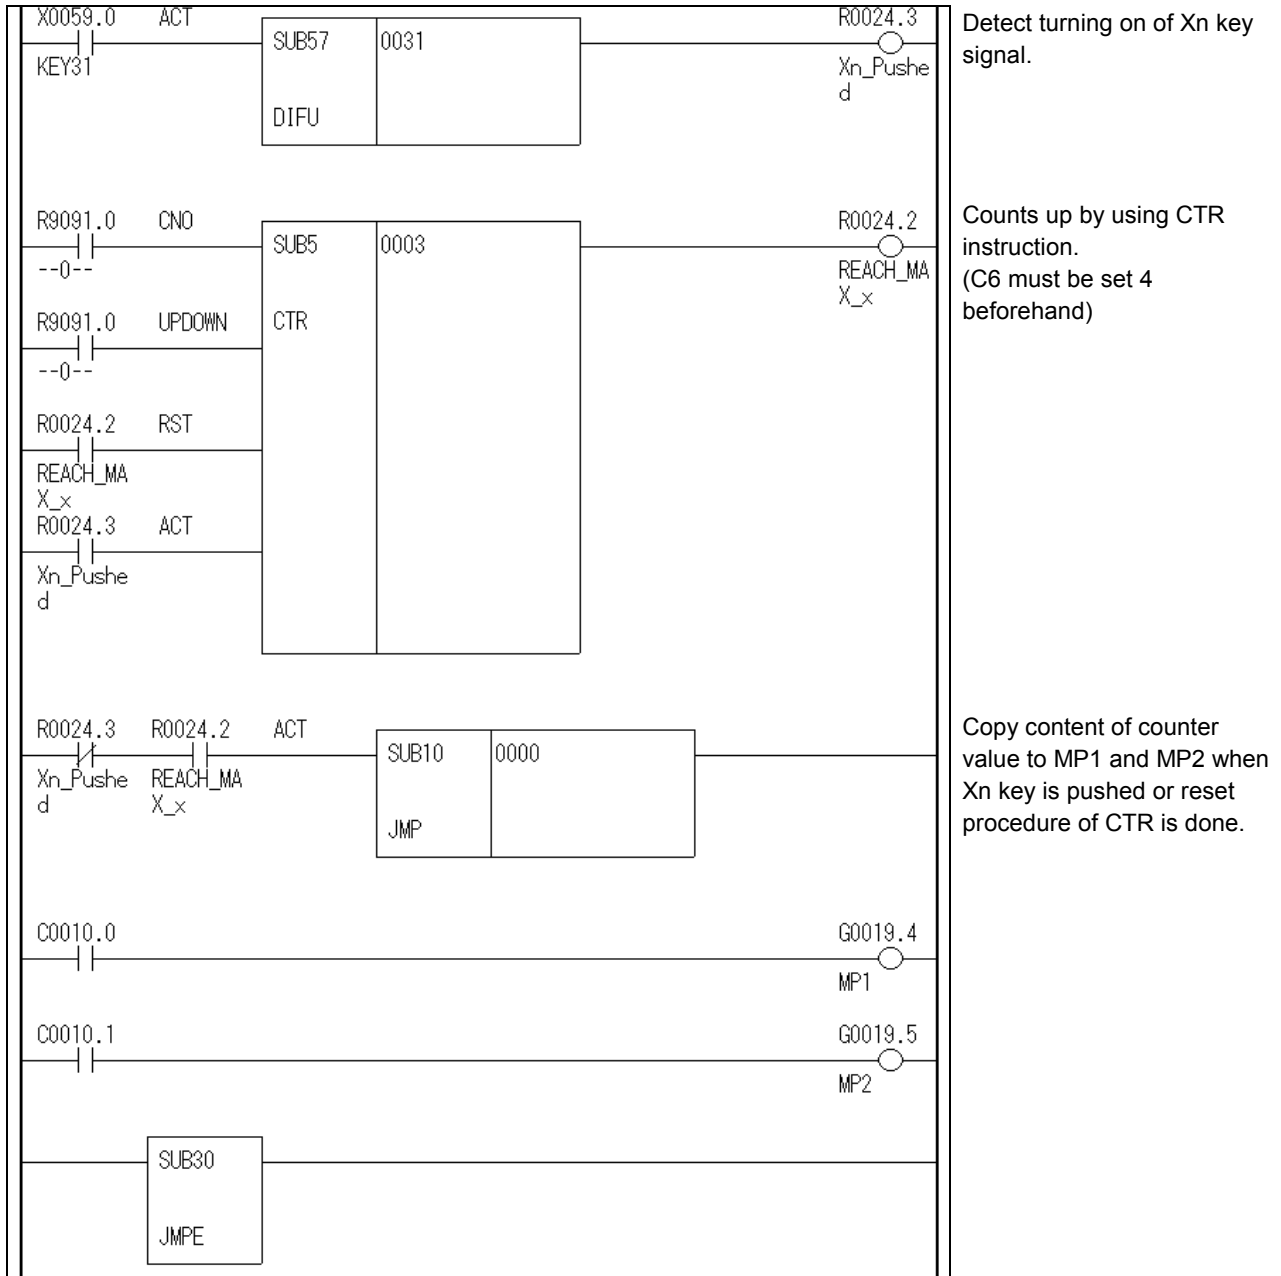 X0059.0 ACT R0024.3
SUB57 0031
KEY31 Xn_Pushe
d
DIFU
Detect turning on of Xn key
signal.
R9091.0 CNO R0024.2
SUB5 0003
--0-- REACH_MA
X_x
R9091.0 UPDOWN CTR
--0--
R0024.2 RST
REACH_MA
X_x
R0024.3 ACT
Xn_Pushe
d
Counts up by using CTR
instruction.
(C6 must be set 4
beforehand)
R0024.3 R0024.2 ACT
SUB10 0000
Xn_Pushe REACH_MA
d X_x
JMP
Copy content of counter
value to MP1 and MP2 when
Xn key is pushed or reset
procedure of CTR is done.
C0010.0 G0019.4
MP1
C0010.1 G0019.5
MP2
SUB30
JMPE